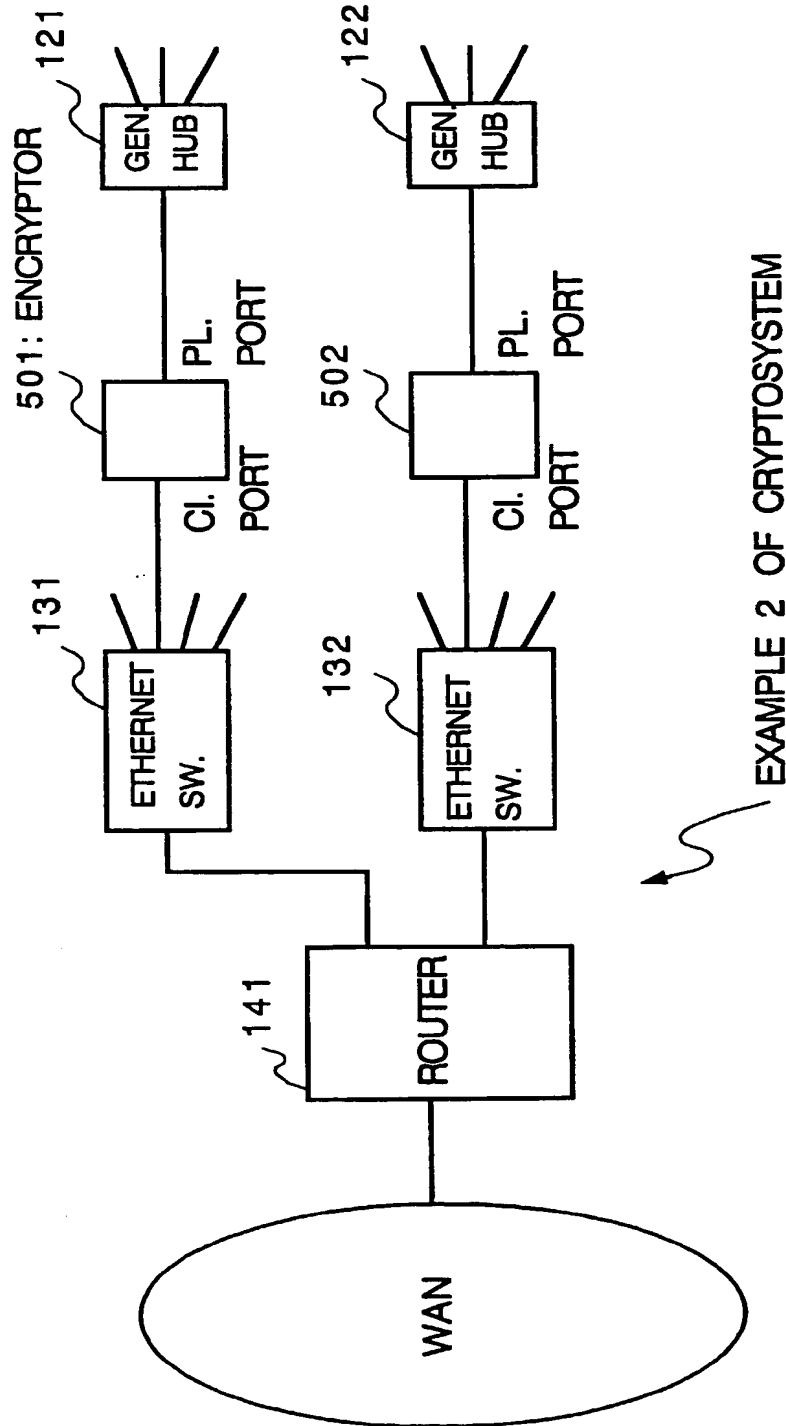 121
GEN.
HUB
501: ENCRYPTOR
PL.
PORT
CI.
PORT
131
ETHERNET
SW.
122
GEN.
HUB
502
PL.
PORT
CI.
PORT
132
ETHERNET
SW.
141
ROUTER
WAN
EXAMPLE 2 OF CRYPTOSYSTEM